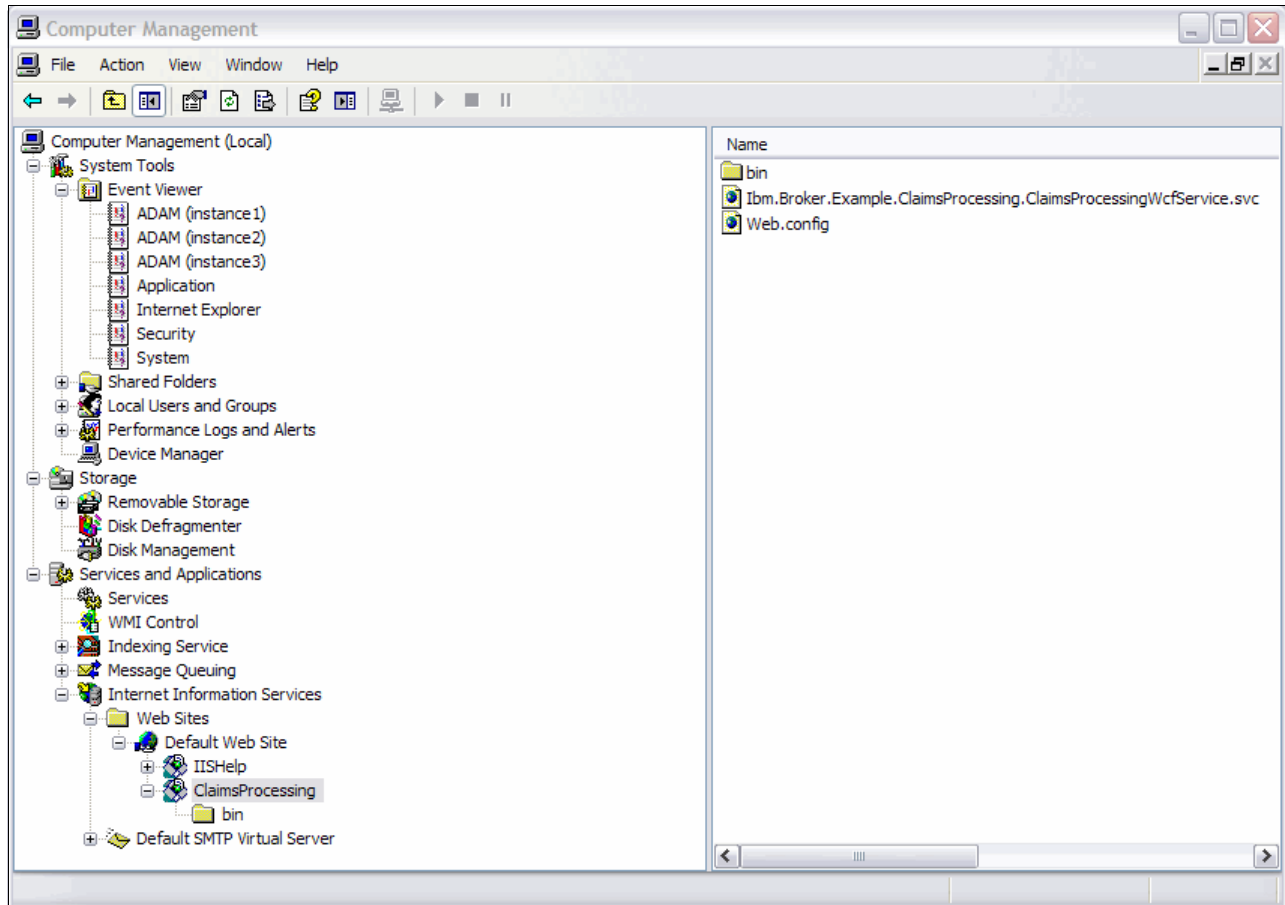 Computer Management
File Action View Window Help
Computer Management (Local)
System Tools
Event Viewer
ADAM (instance1)
ADAM (instance2)
ADAM (instance3)
Application
Internet Explorer
Security
System
Shared Folders
Local Users and Groups
Performance Logs and Alerts
Device Manager
Storage
Removable Storage
Disk Defragmenter
Disk Management
Services and Applications
Services
WMI Control
Indexing Service
Message Queuing
Internet Information Services
Web Sites
Default Web Site
IISHelp
ClaimsProcessing
bin
Default SMTP Virtual Server
Name
bin
Ibm.Broker.Example.ClaimsProcessing.ClaimsProcessingWcfService.svc
Web.config